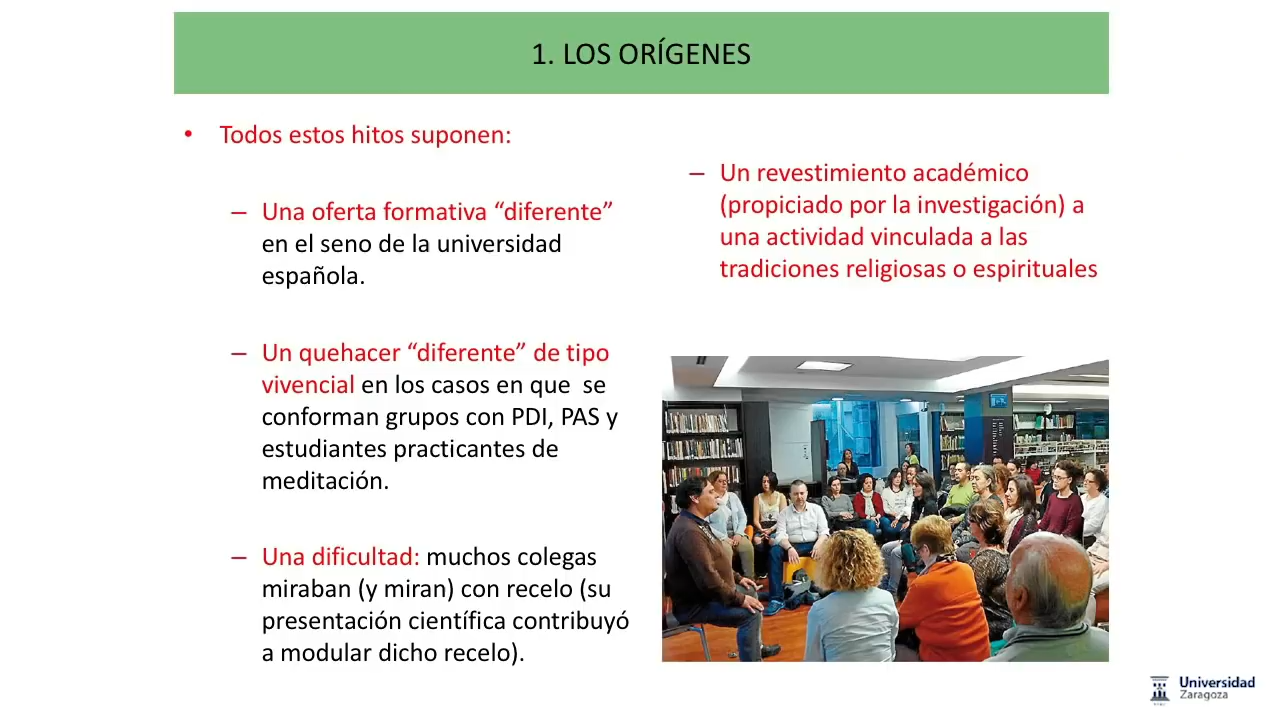 1. LOS ORÍGENES
• Todos estos hitos suponen:
– Una oferta formativa “diferente”
en el seno de la universidad
española.
– Un quehacer “diferente” de tipo
vivencial en los casos en que se
conforman grupos con PDI, PAS y
estudiantes practicantes de
meditación.
– Una dificultad: muchos colegas
miraban (y miran) con recelo (su
presentación científica contribuyó
a modular dicho recelo).
– Un revestimiento académico
(propiciado por la investigación) a
una actividad vinculada a las
tradiciones religiosas o espirituales
Universidad
Zaragoza